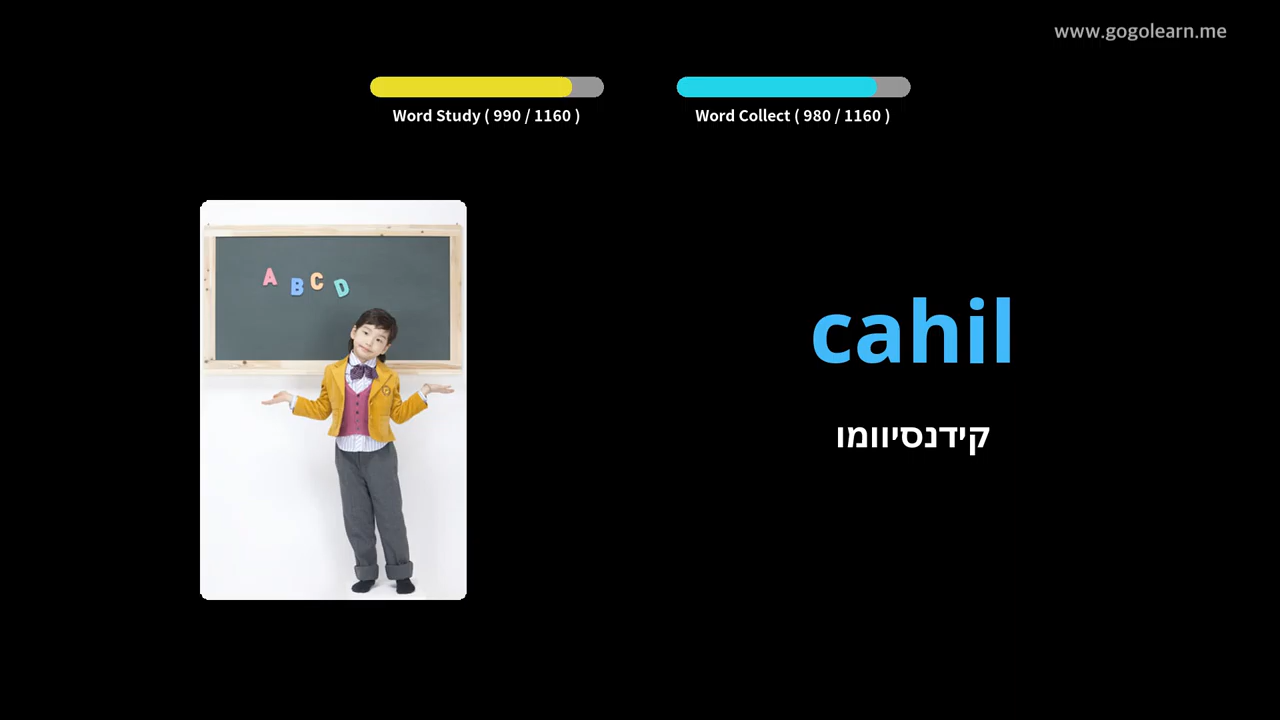 www.gogolearn.me
Word Study ( 990 / 1160 )
Word Collect ( 980 / 1160 )
A B C D
cahil
קידנסיוומו